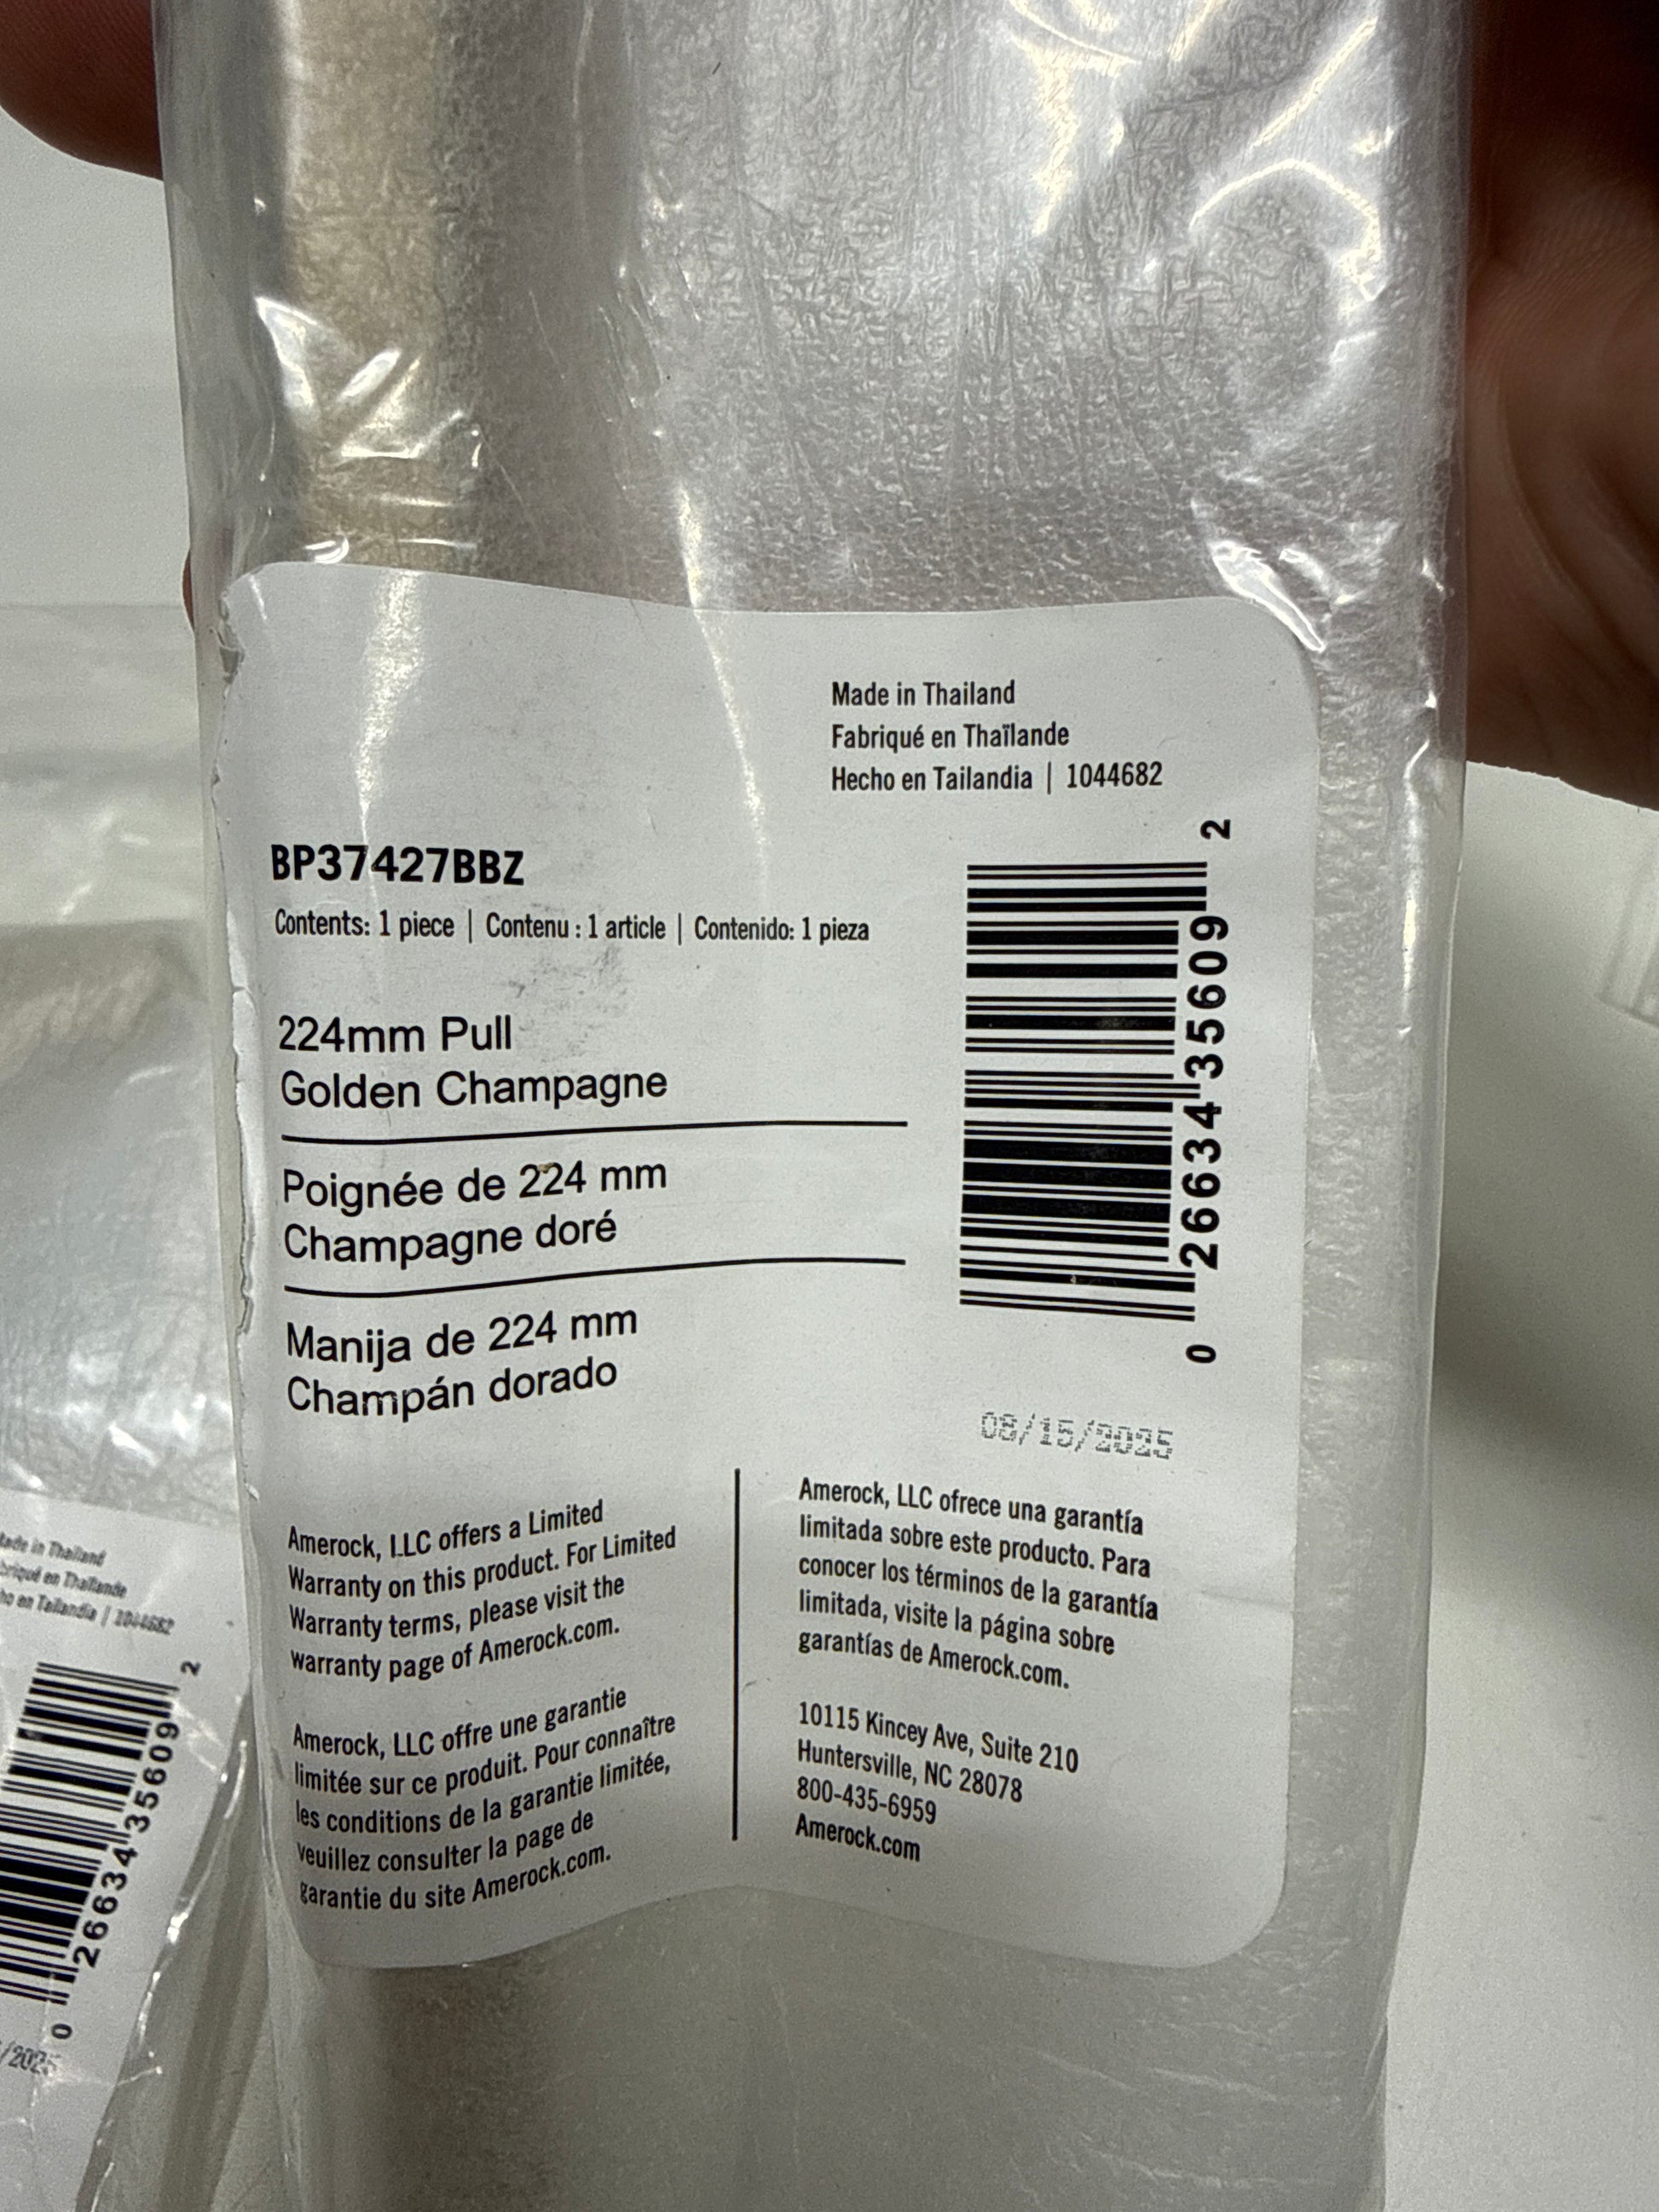 Made in Thailand
Fabriqué en Thaïlande
Hecho en Tailandia | 1044682
BP37427BBZ
Contents: 1 piece | Contenu : 1 article | Contenido: 1 pieza
224mm Pull
Golden Champagne
Poignée de 224 mm
Champagne doré
Manija de 224 mm
Champán dorado
0 26634 35609 2
08/15/2025
Amerock, LLC offers a Limited
Warranty on this product. For Limited
Warranty terms, please visit the
warranty page of Amerock.com.
Amerock, LLC offre une garantie
limitée sur ce produit. Pour connaître
les conditions de la garantie limitée,
veuillez consulter la page de
garantie du site Amerock.com.
Amerock, LLC ofrece una garantía
limitada sobre este producto. Para
conocer los términos de la garantía
limitada, visite la página sobre
garantías de Amerock.com.
10115 Kincey Ave, Suite 210
Huntersville, NC 28078
800-435-6959
Amerock.com
in Thailand
en Thaïlande
en Tailandia | 1044682
0 26634 35609 2
/2025